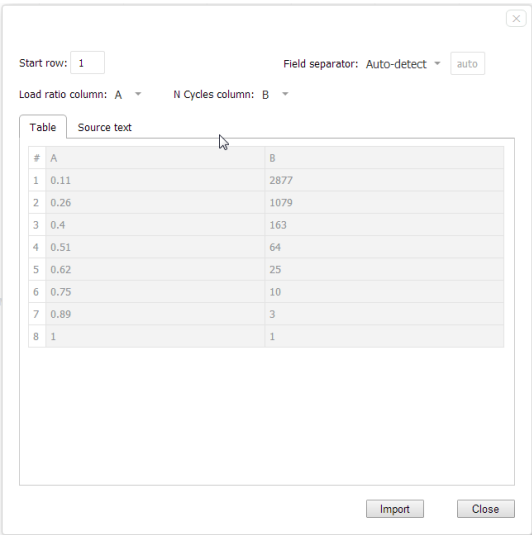 Start row: 1 Field separator: Auto-detect auto
Load ratio column: A N Cycles column: B
Table Source text
# A B
1 0.11 2877
2 0.26 1079
3 0.4 163
4 0.51 64
5 0.62 25
6 0.75 10
7 0.89 3
8 1 1
Import Close